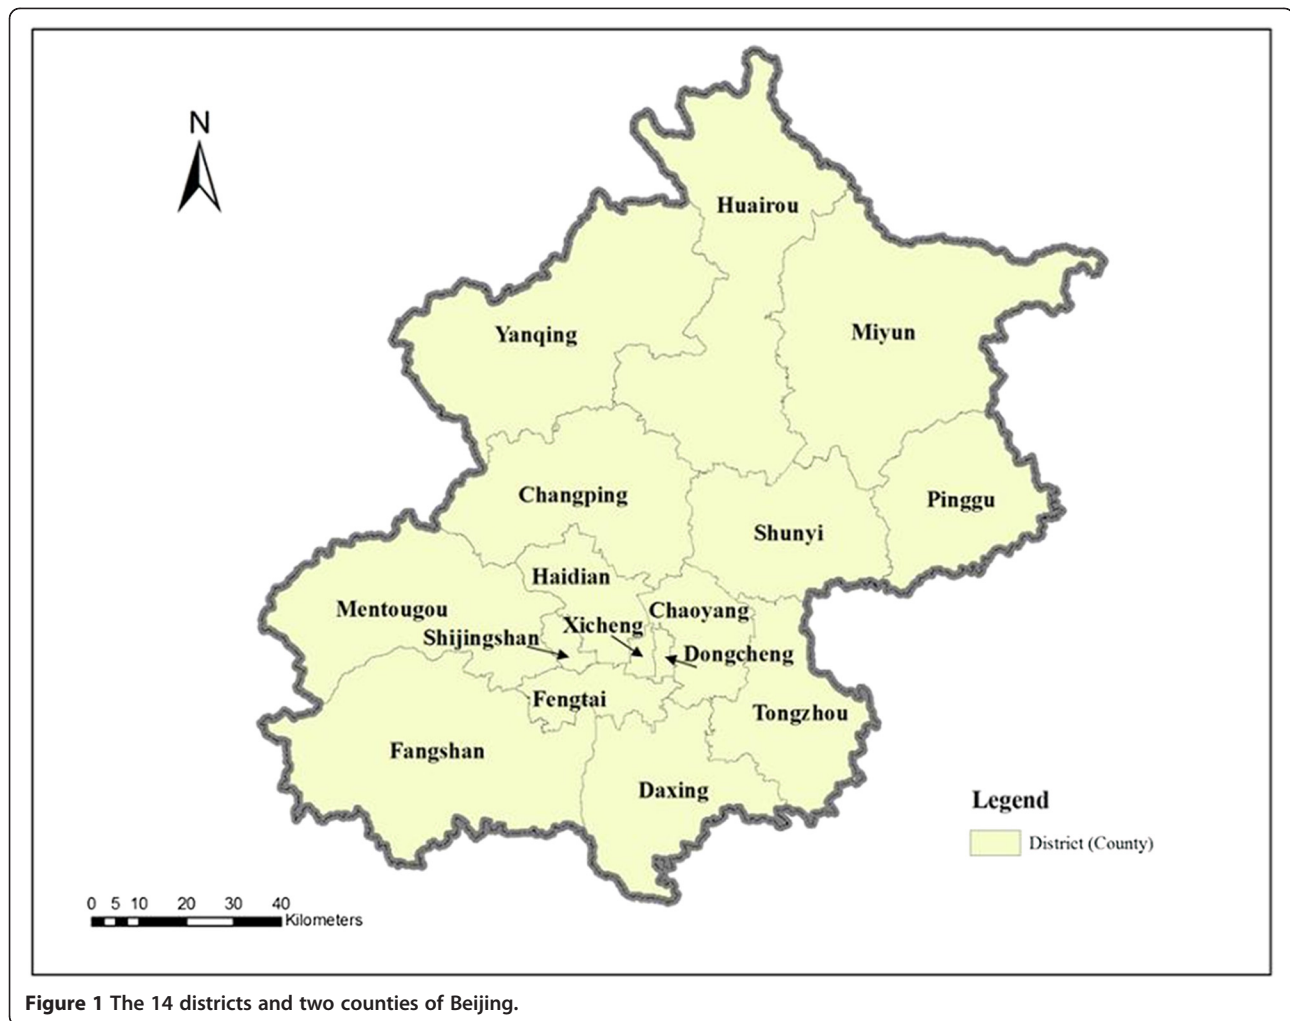 N
Huairou
Yanqing
Miyun
Changping
Pinggu
Shunyi
Haidian
Mentougou
Chaoyang
Xicheng
Shijingshan
Dongcheng
Fengtai
Tongzhou
Fangshan
Daxing
Legend
District (County)
0 5 10 20 30 40
Kilometers
Figure 1 The 14 districts and two counties of Beijing.